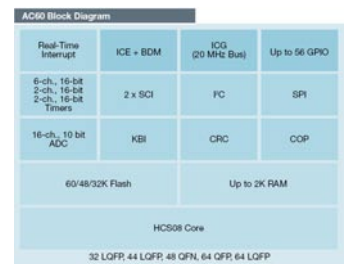 AC60 Block Diagram
Real-Time
Interrupt
ICE + BDM
ICG
(20 MHz Bus)
Up to 56 GPIO
6-ch., 16-bit
2-ch., 16-bit
2-ch., 16-bit
Timers
2 x SCI
I²C
SPI
16-ch., 10 bit
ADC
KBI
CRC
COP
60/48/32K Flash
Up to 2K RAM
HCS08 Core
32 LQFP, 44 LQFP, 48 QFN, 64 QFP, 64 LQFP